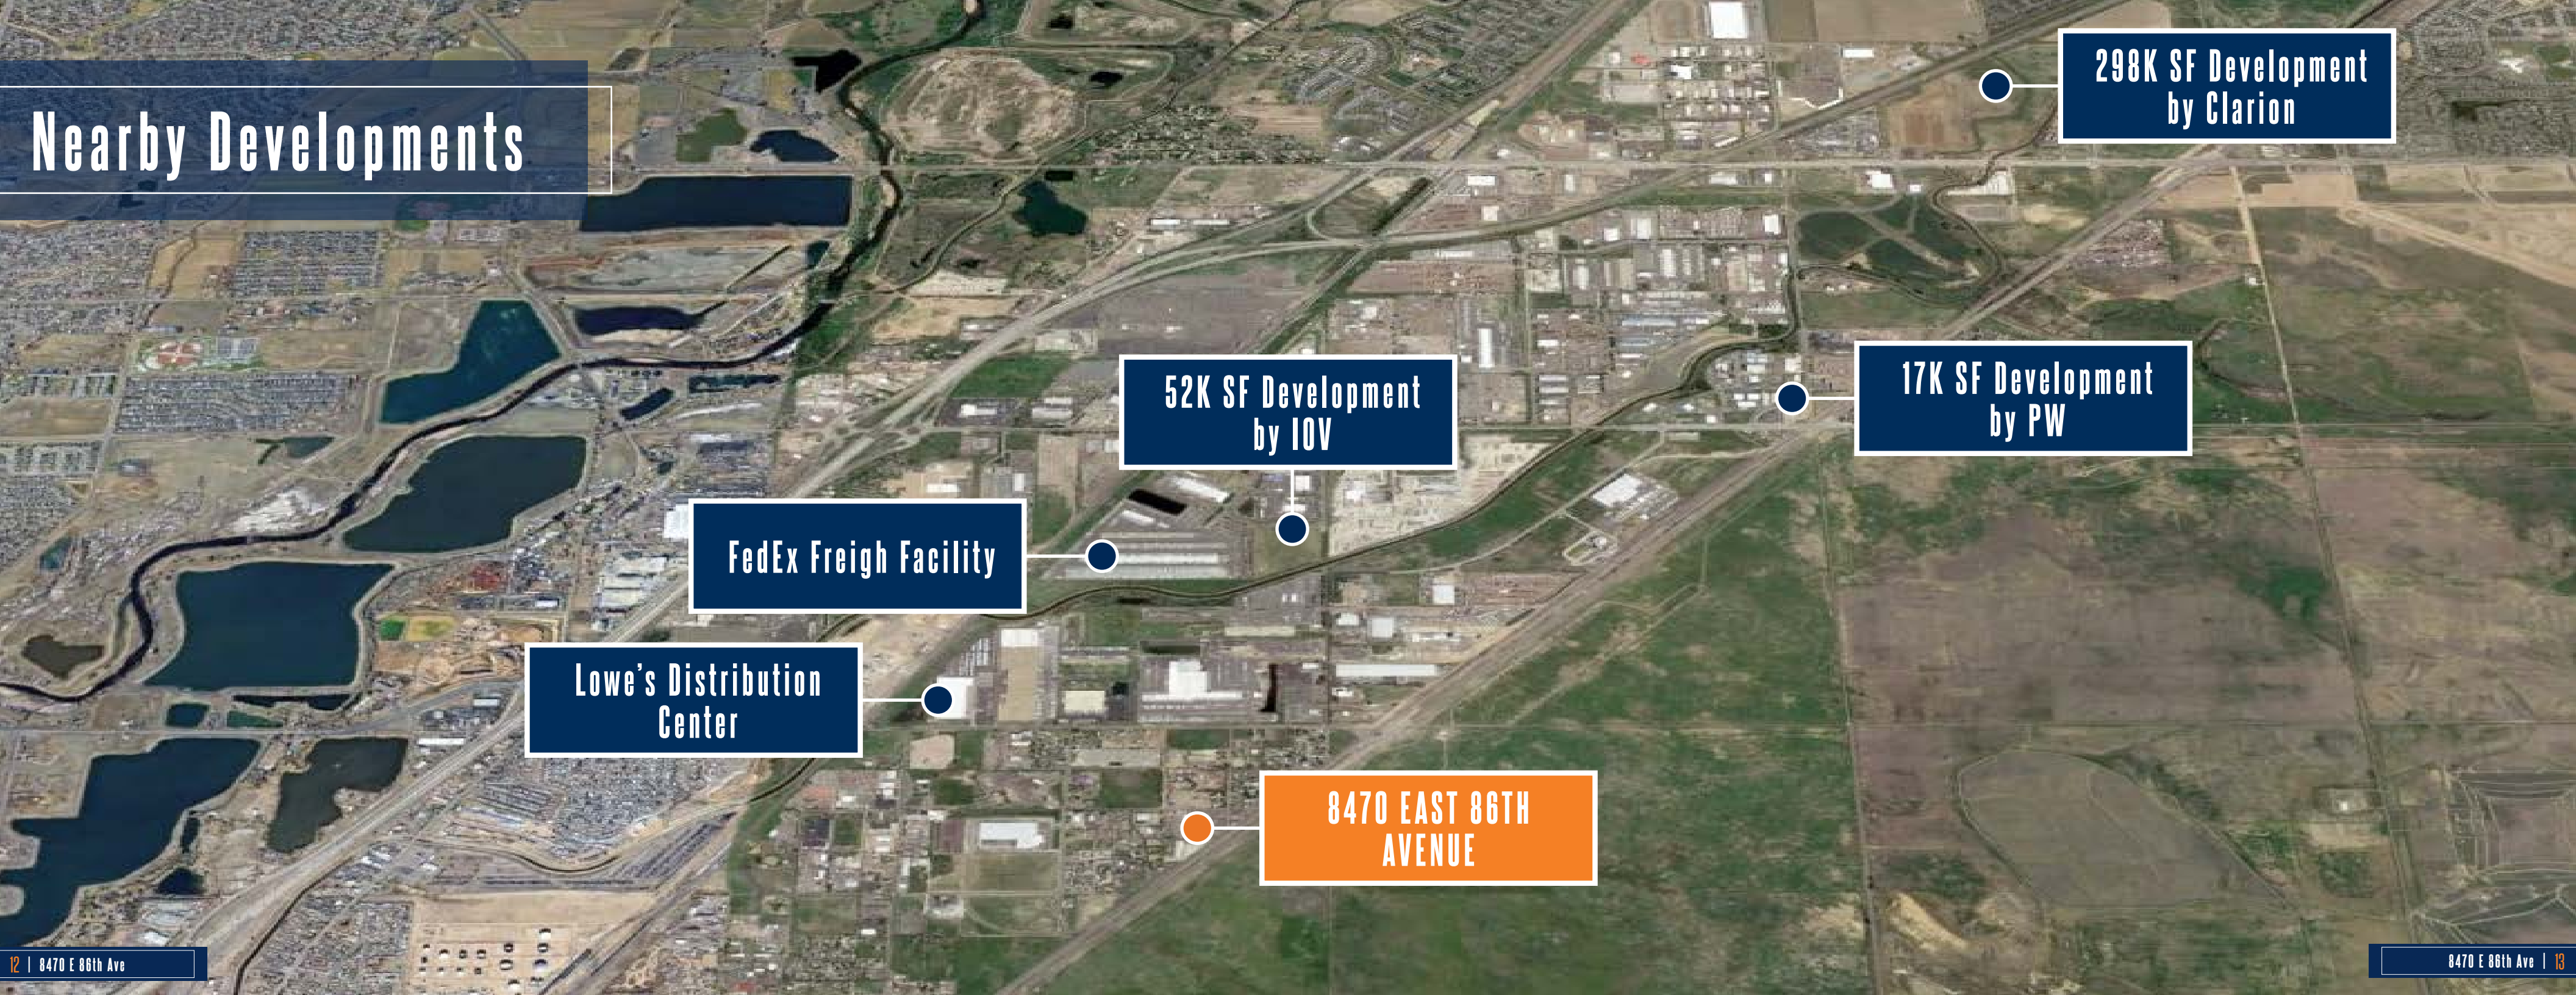 Nearby Developments
298K SF Development
by Clarion
52K SF Development
by IOV
17K SF Development
by PW
FedEx Freigh Facility
Lowe's Distribution
Center
8470 EAST 86TH
AVENUE
12 | 8470 E 86th Ave
8470 E 86th Ave | 13